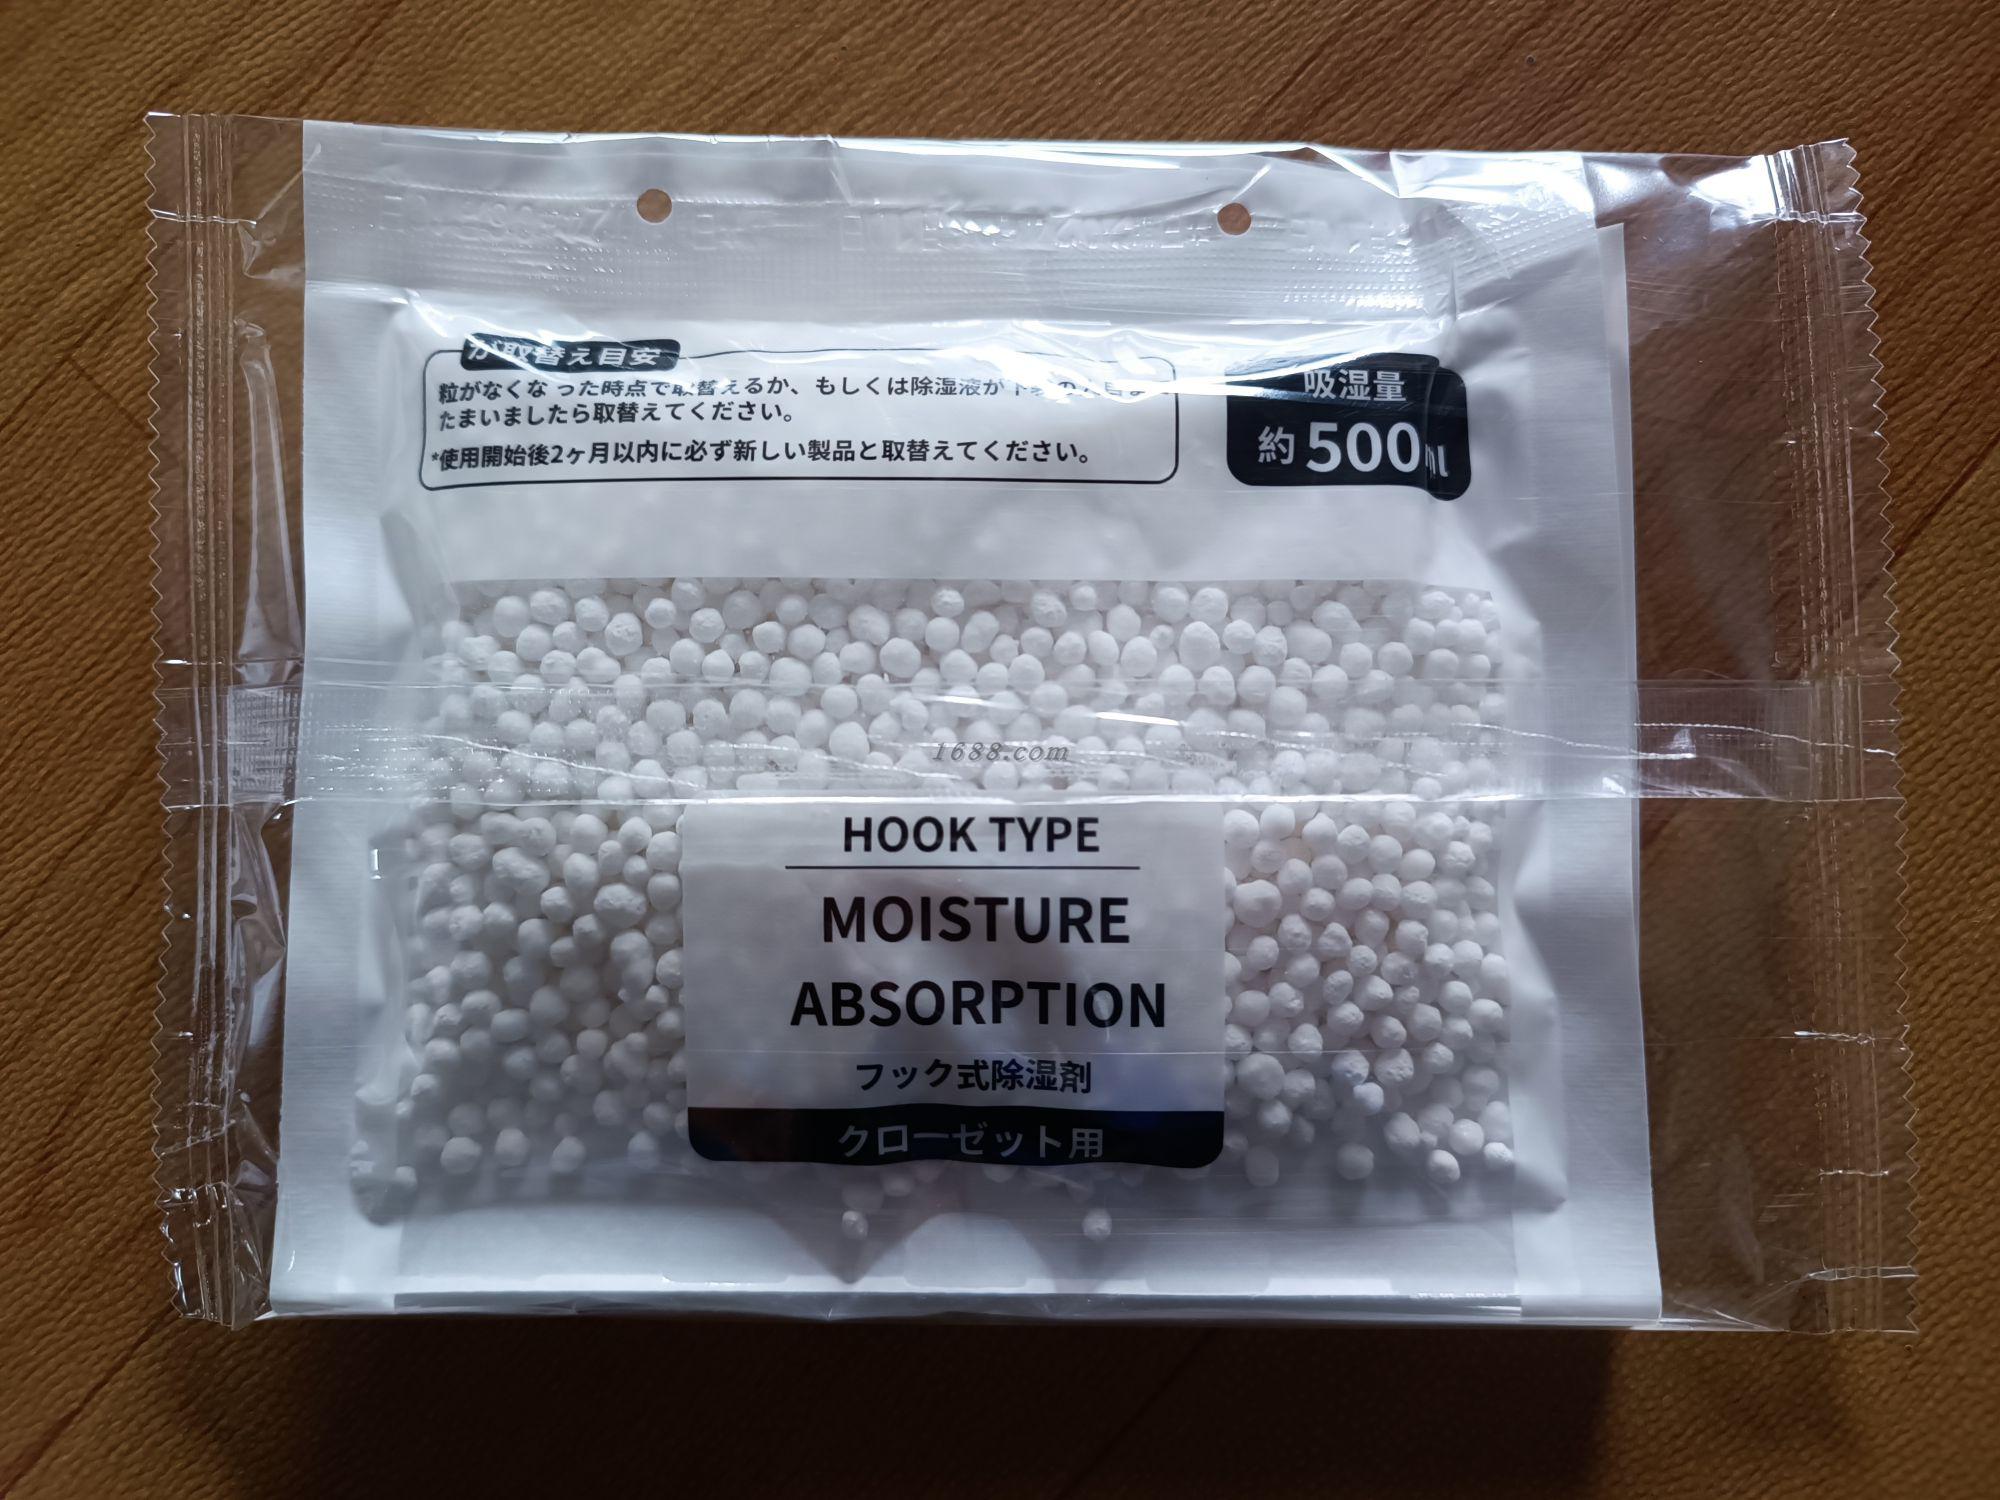 が取替え目安
粒がなくなった時点で取替えるか、もしくは除湿液が
たまいましたら取替えてください。
*使用開始後2ヶ月以内に必ず新しい製品と取替えてください。
吸湿量
約500ml
1688.com
HOOK TYPE
MOISTURE
ABSORPTION
フック式除湿剤
クローゼット用